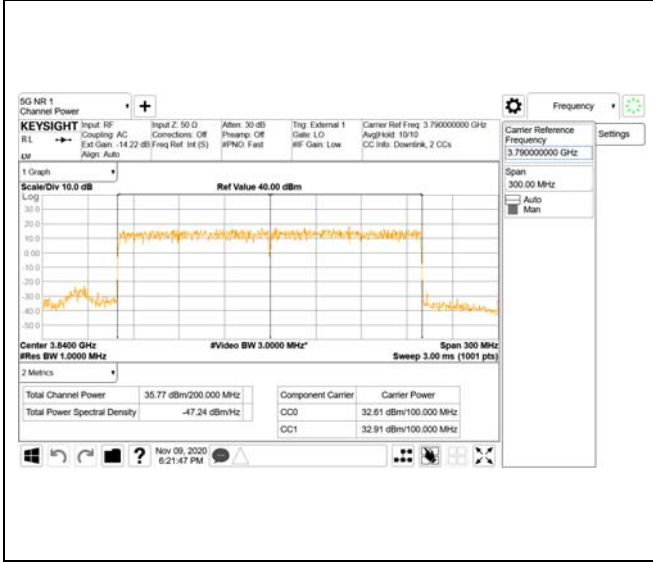 5G NR 1
Channel Power
+
Frequency
KEYSIGHT
RL
Input: RF
Coupling: AC
Ext Gain: -14.22 dB
Align: Auto
Input Z: 50 Ω
Corrections: Off
Freq Ref: Int (S)
Atten: 30 dB
Preamp: Off
#PNO: Fast
Trig: External 1
Gate: LO
#IF Gain: Low
Carrier Ref Freq: 3.790000000 GHz
Avg|Hold: 10/10
CC Info: Downlink, 2 CCs
Carrier Reference
Frequency
3.790000000 GHz
Settings
Span
300.00 MHz
Auto
Man
1 Graph
Scale/Div 10.0 dB
Ref Value 40.00 dBm
Log
30.0
20.0
10.0
0.00
-10.0
-20.0
-30.0
-40.0
-50.0
Center 3.8400 GHz
#Video BW 3.0000 MHz*
Span 300 MHz
#Res BW 1.0000 MHz
Sweep 3.00 ms (1001 pts)
2 Metrics
Total Channel Power 35.77 dBm/200.000 MHz
Total Power Spectral Density -47.24 dBm/Hz
Component Carrier Carrier Power
CC0 32.61 dBm/100.000 MHz
CC1 32.91 dBm/100.000 MHz
?
Nov 09, 2020
6:21:47 PM